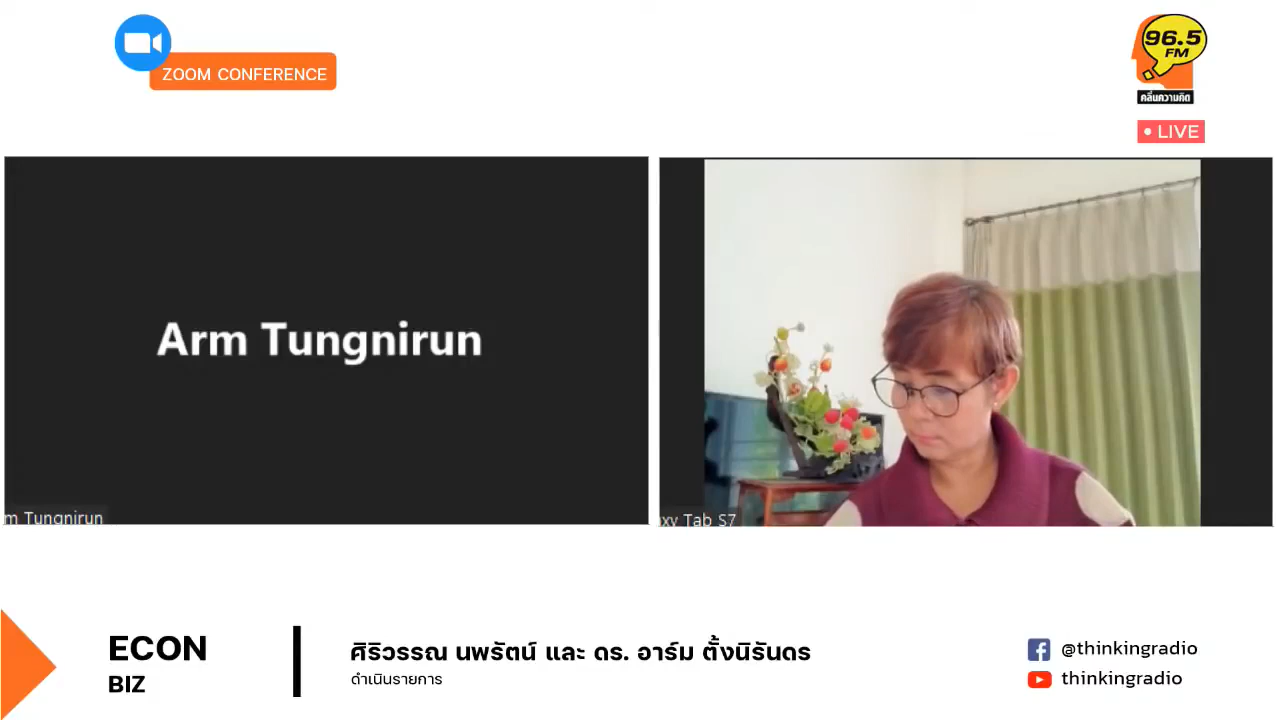 ZOOM CONFERENCE
96.5
FM
คลื่นความคิด
LIVE
Arm Tungnirun
m Tungnirun
xy Tab S7
ECON
BIZ
ศิริวรรณ นพรัตน์ และ ดร. อาร์ม ตั้งนิรันดร
ดำเนินรายการ
@thinkingradio
thinkingradio